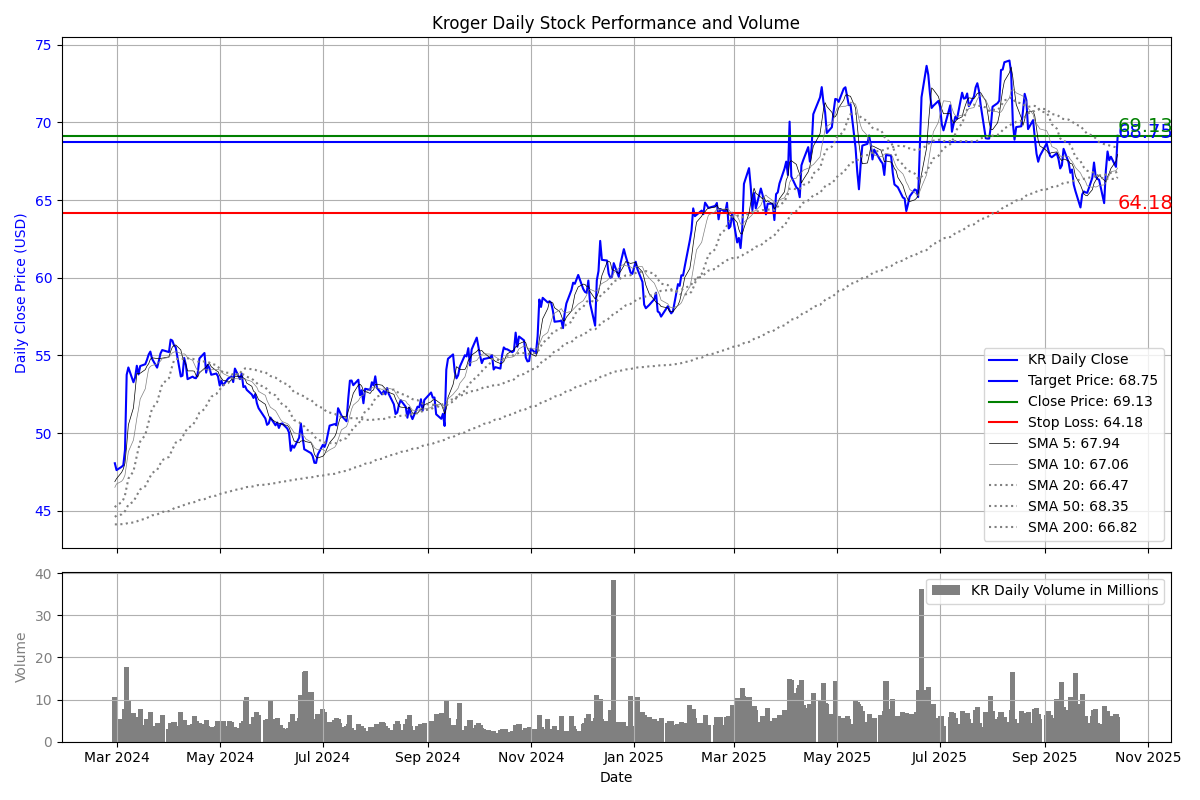 Kroger Daily Stock Performance and Volume
Daily Close Price (USD)
75
70
65
60
55
50
45
69.13
68.75
64.18
KR Daily Close
Target Price: 68.75
Close Price: 69.13
Stop Loss: 64.18
SMA 5: 67.94
SMA 10: 67.06
SMA 20: 66.47
SMA 50: 68.35
SMA 200: 66.82
Volume
40
30
20
10
0
KR Daily Volume in Millions
Mar 2024 May 2024 Jul 2024 Sep 2024 Nov 2024 Jan 2025 Mar 2025 May 2025 Jul 2025 Sep 2025 Nov 2025
Date